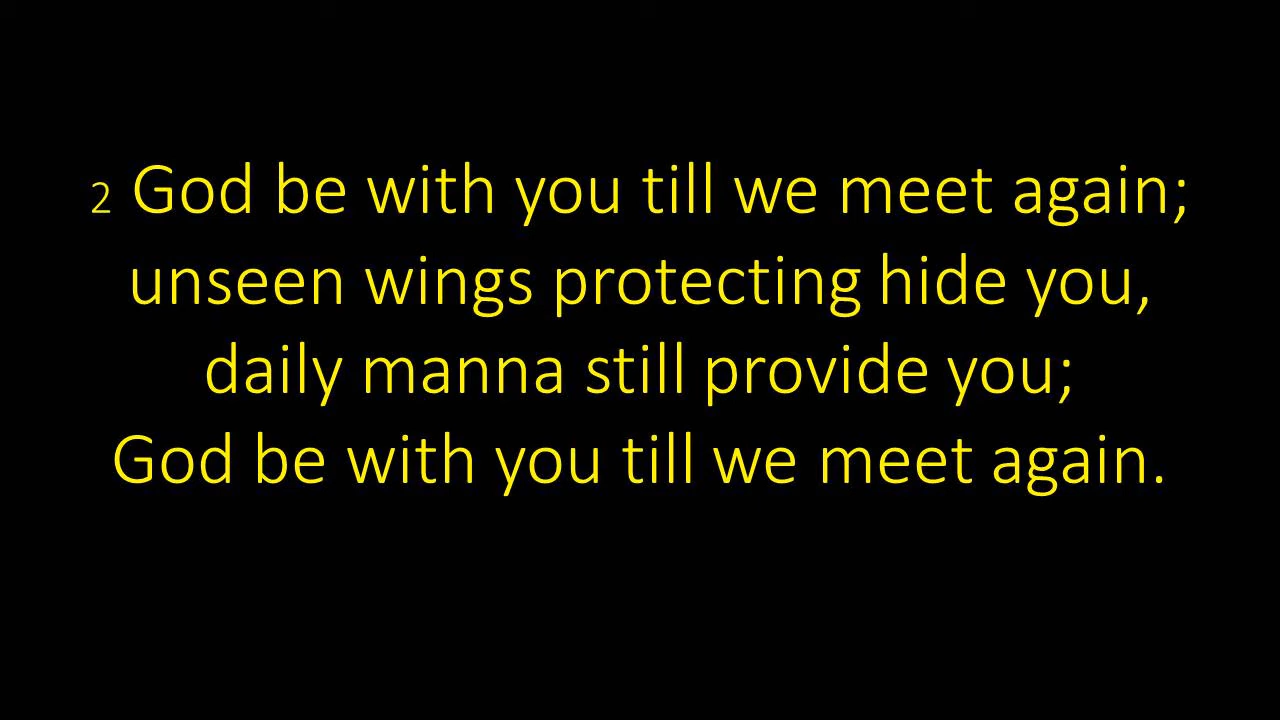 2 God be with you till we meet again;
unseen wings protecting hide you,
daily manna still provide you;
God be with you till we meet again.